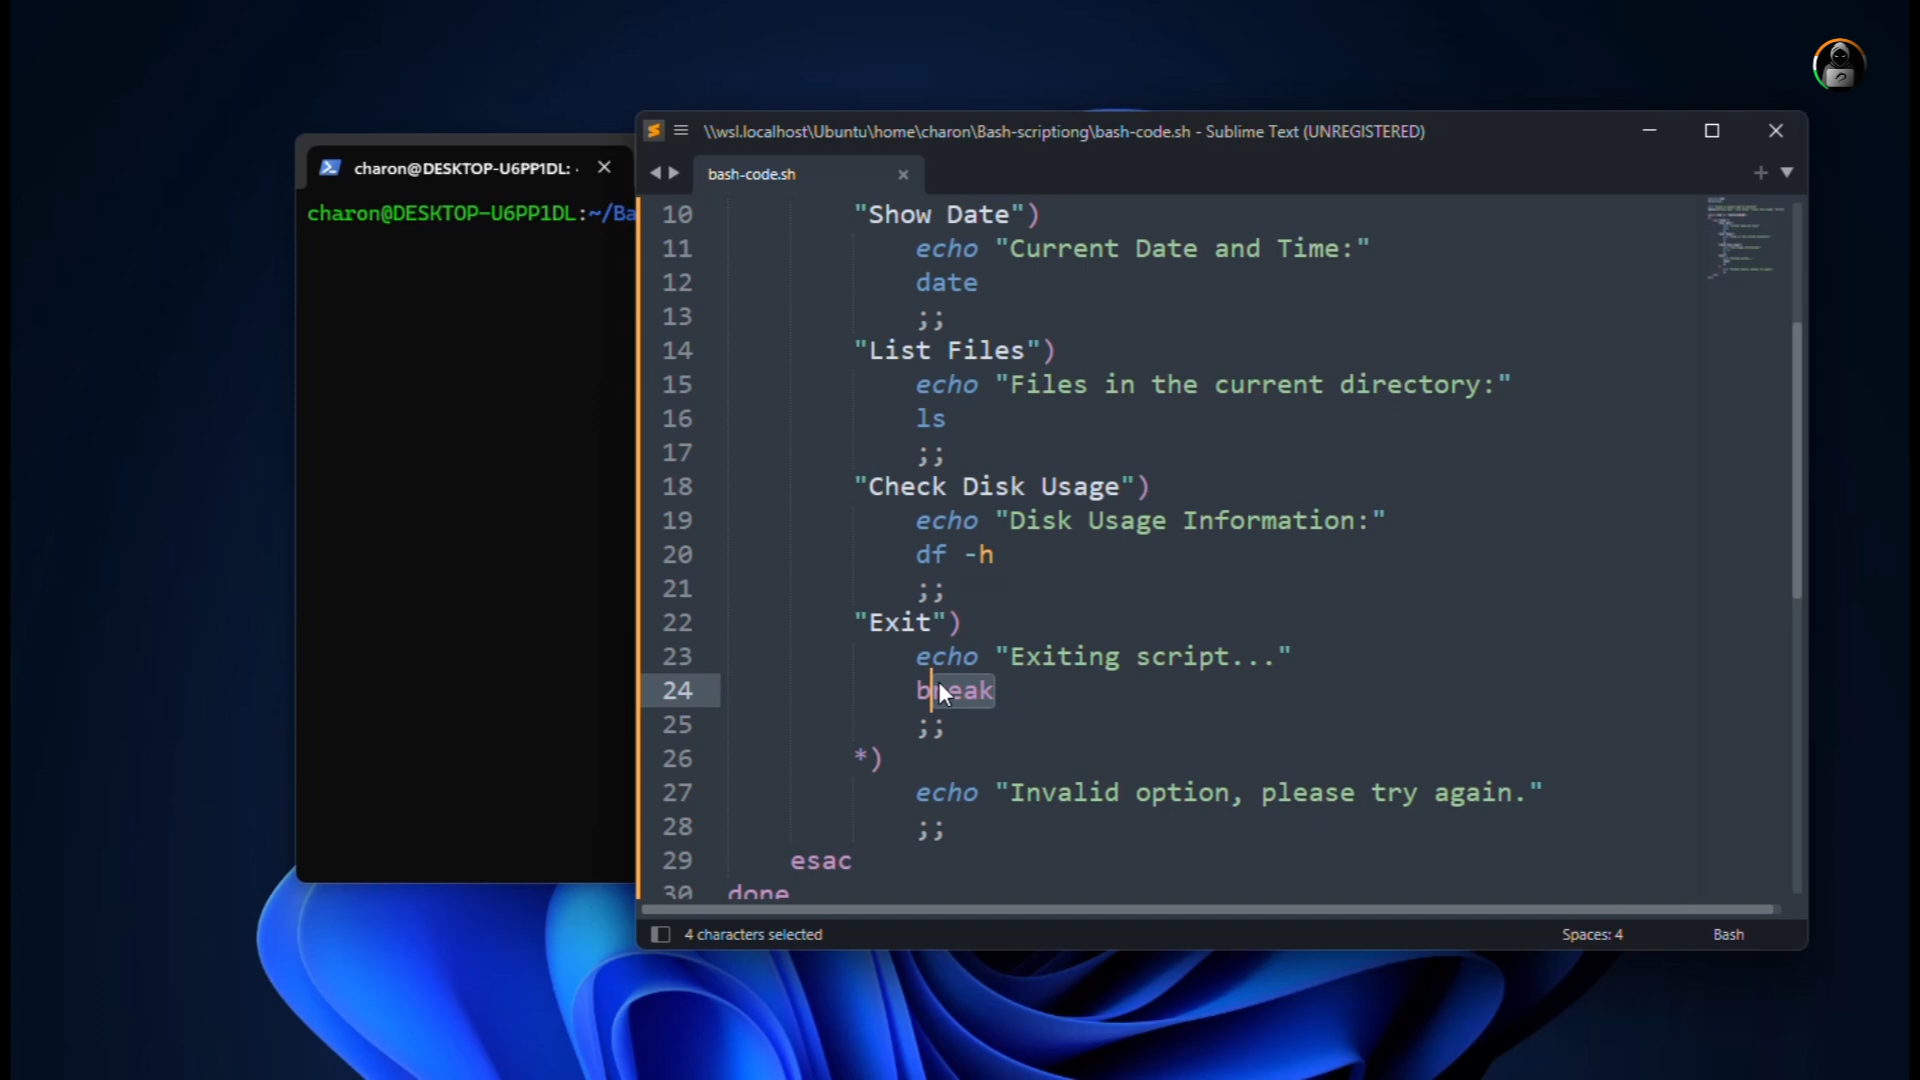 \\wsl.localhost\Ubuntu\home\charon\Bash-scriptiong\bash-code.sh - Sublime Text (UNREGISTERED)
charon@DESKTOP-U6PP1DL:
bash-code.sh
charon@DESKTOP-U6PP1DL:~/Ba
10 "Show Date")
11 echo "Current Date and Time:"
12 date
13 ;;
14 "List Files")
15 echo "Files in the current directory:"
16 ls
17 ;;
18 "Check Disk Usage")
19 echo "Disk Usage Information:"
20 df -h
21 ;;
22 "Exit")
23 echo "Exiting script..."
24 break
25 ;;
26 *)
27 echo "Invalid option, please try again."
28 ;;
29 esac
30 done
4 characters selected
Spaces: 4
Bash